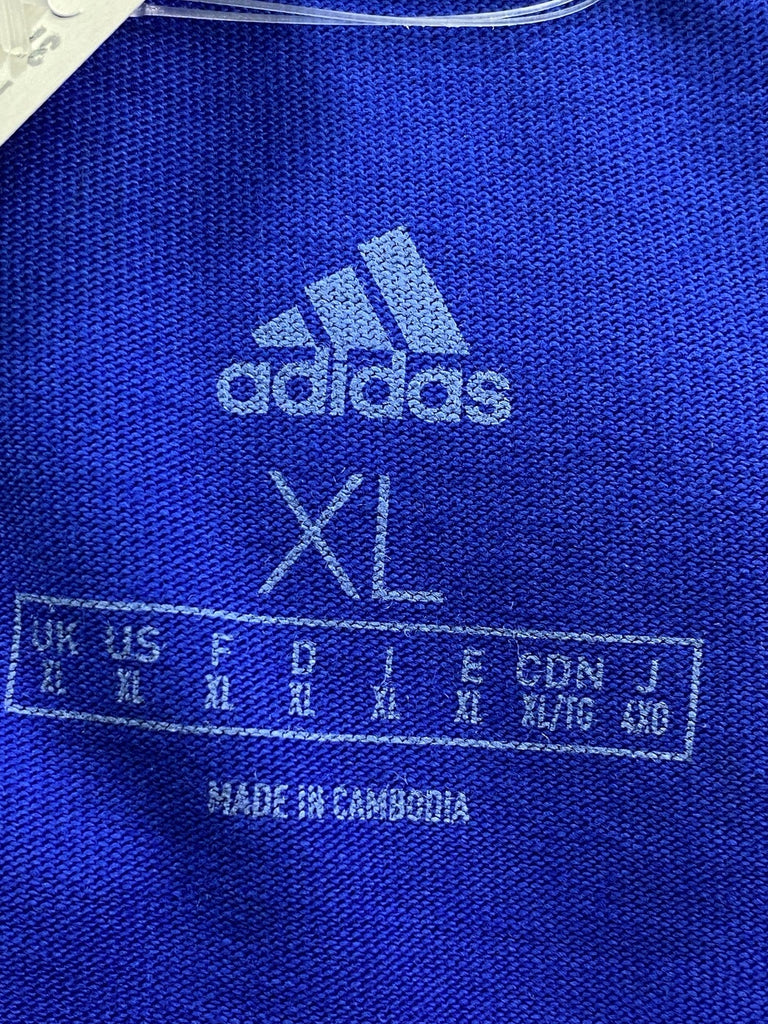 adidas
XL
UK US F D I E CDN J
XL XL XL XL XL XL XL/TG 4XO
MADE IN CAMBODIA